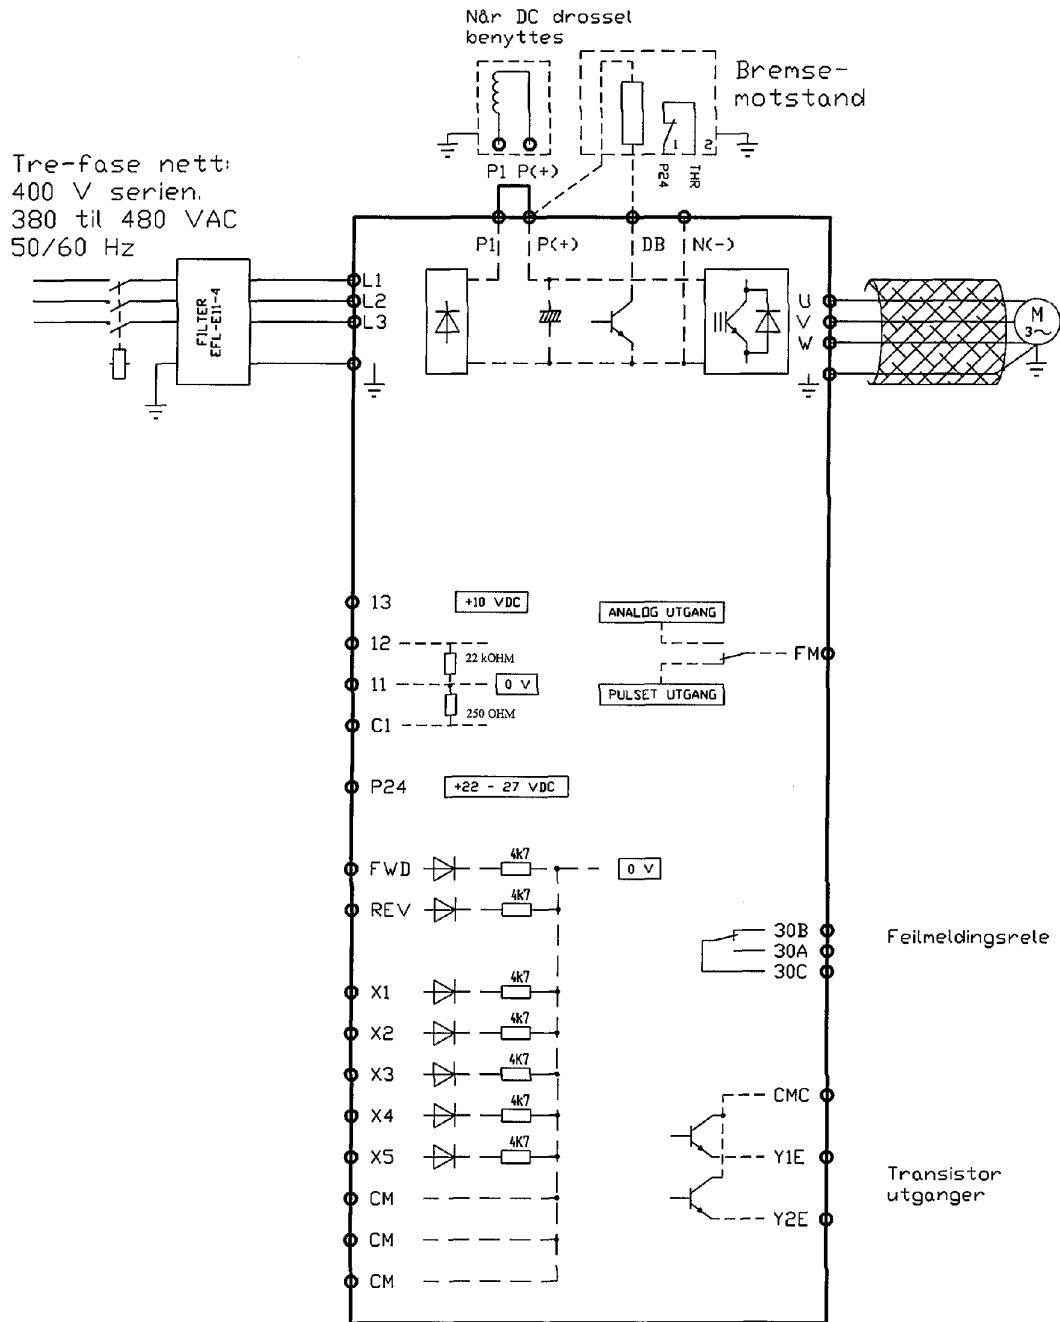 Når DC drossel
benyttes
Bremse-
motstand
1
2
P24
THR
P1 P(+)
Tre-fase nett:
400 V serien.
380 til 480 VAC
50/60 Hz
P1
P(+)
DB
N(-)
FILTER
EFL-E11-4
L1
L2
L3
U
V
W
M
3~
13
+10 VDC
12
22 kOHM
11
0 V
250 OHM
C1
ANALOG UTGANG
FM
PULSET UTGANG
P24
+22 - 27 VDC
FWD
4k7
0 V
REV
4k7
30B
30A
30C
Feilmeldingsrele
X1
4k7
X2
4K7
X3
4K7
X4
4K7
X5
4K7
CM
CM
CM
CMC
Y1E
Y2E
Transistor
utganger